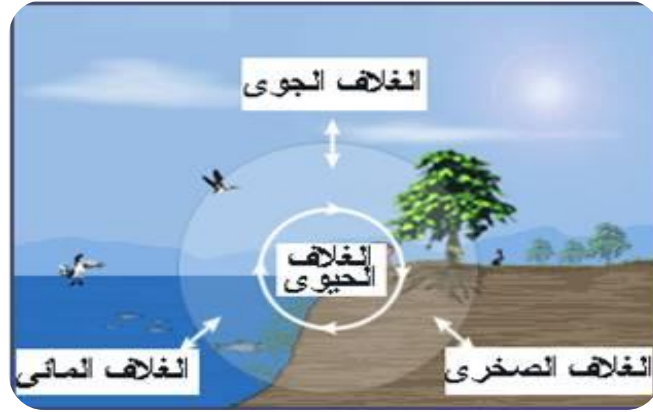 الغلاف الجوى
الغلاف
الحيوى
الغلاف المائى
الغلاف الصخرى